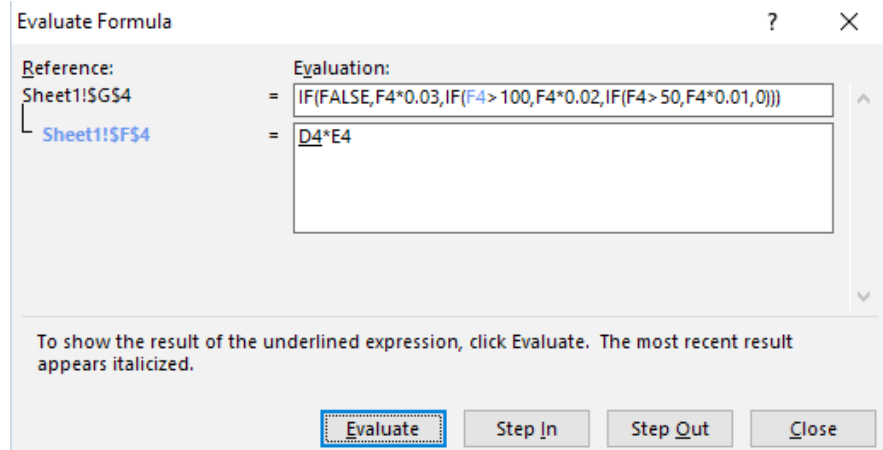 Evaluate Formula ? ×
Reference: Evaluation:
Sheet1!$G$4 = IF(FALSE,F4*0.03,IF(F4>100,F4*0.02,IF(F4>50,F4*0.01,0)))
Sheet1!$F$4 = D4*E4
To show the result of the underlined expression, click Evaluate. The most recent result
appears italicized.
Evaluate Step In Step Out Close